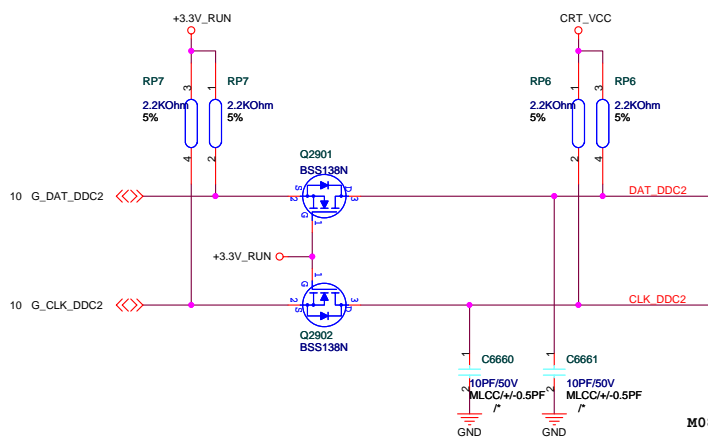 +3.3V_RUN
CRT_VCC
RP7
RP7
RP6
RP6
3
1
1
3
2.2KOhm
2.2KOhm
2.2KOhm
2.2KOhm
5%
5%
5%
5%
4
2
2
4
Q2901
BSS138N
10 G_DAT_DDC2
2
S
D
3
DAT_DDC2
G
1
+3.3V_RUN
1
G
10 G_CLK_DDC2
2
S
D
3
CLK_DDC2
Q2902
BSS138N
1
C6660
1
C6661
10PF/50V
10PF/50V
2
MLCC/+/-0.5PF
2
MLCC/+/-0.5PF
/*
/*
GND
GND